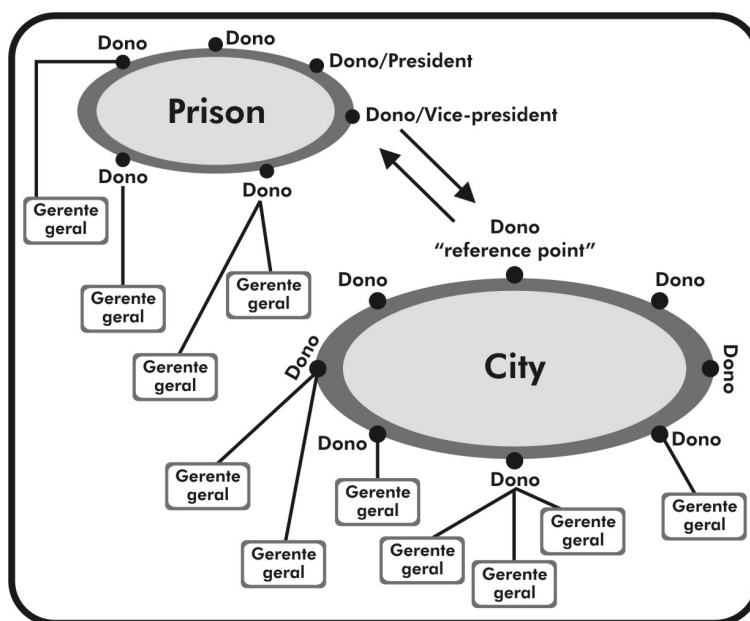 Dono
Dono
Dono/President
Prison
Dono/Vice-president
Dono
Dono
Gerente
geral
Gerente
geral
Gerente
geral
Gerente
geral
Dono
“reference point”
Dono
Dono
Dono
City
Dono
Dono
Dono
Dono
Gerente
geral
Gerente
geral
Gerente
geral
Gerente
geral
Gerente
geral
Gerente
geral
Gerente
geral